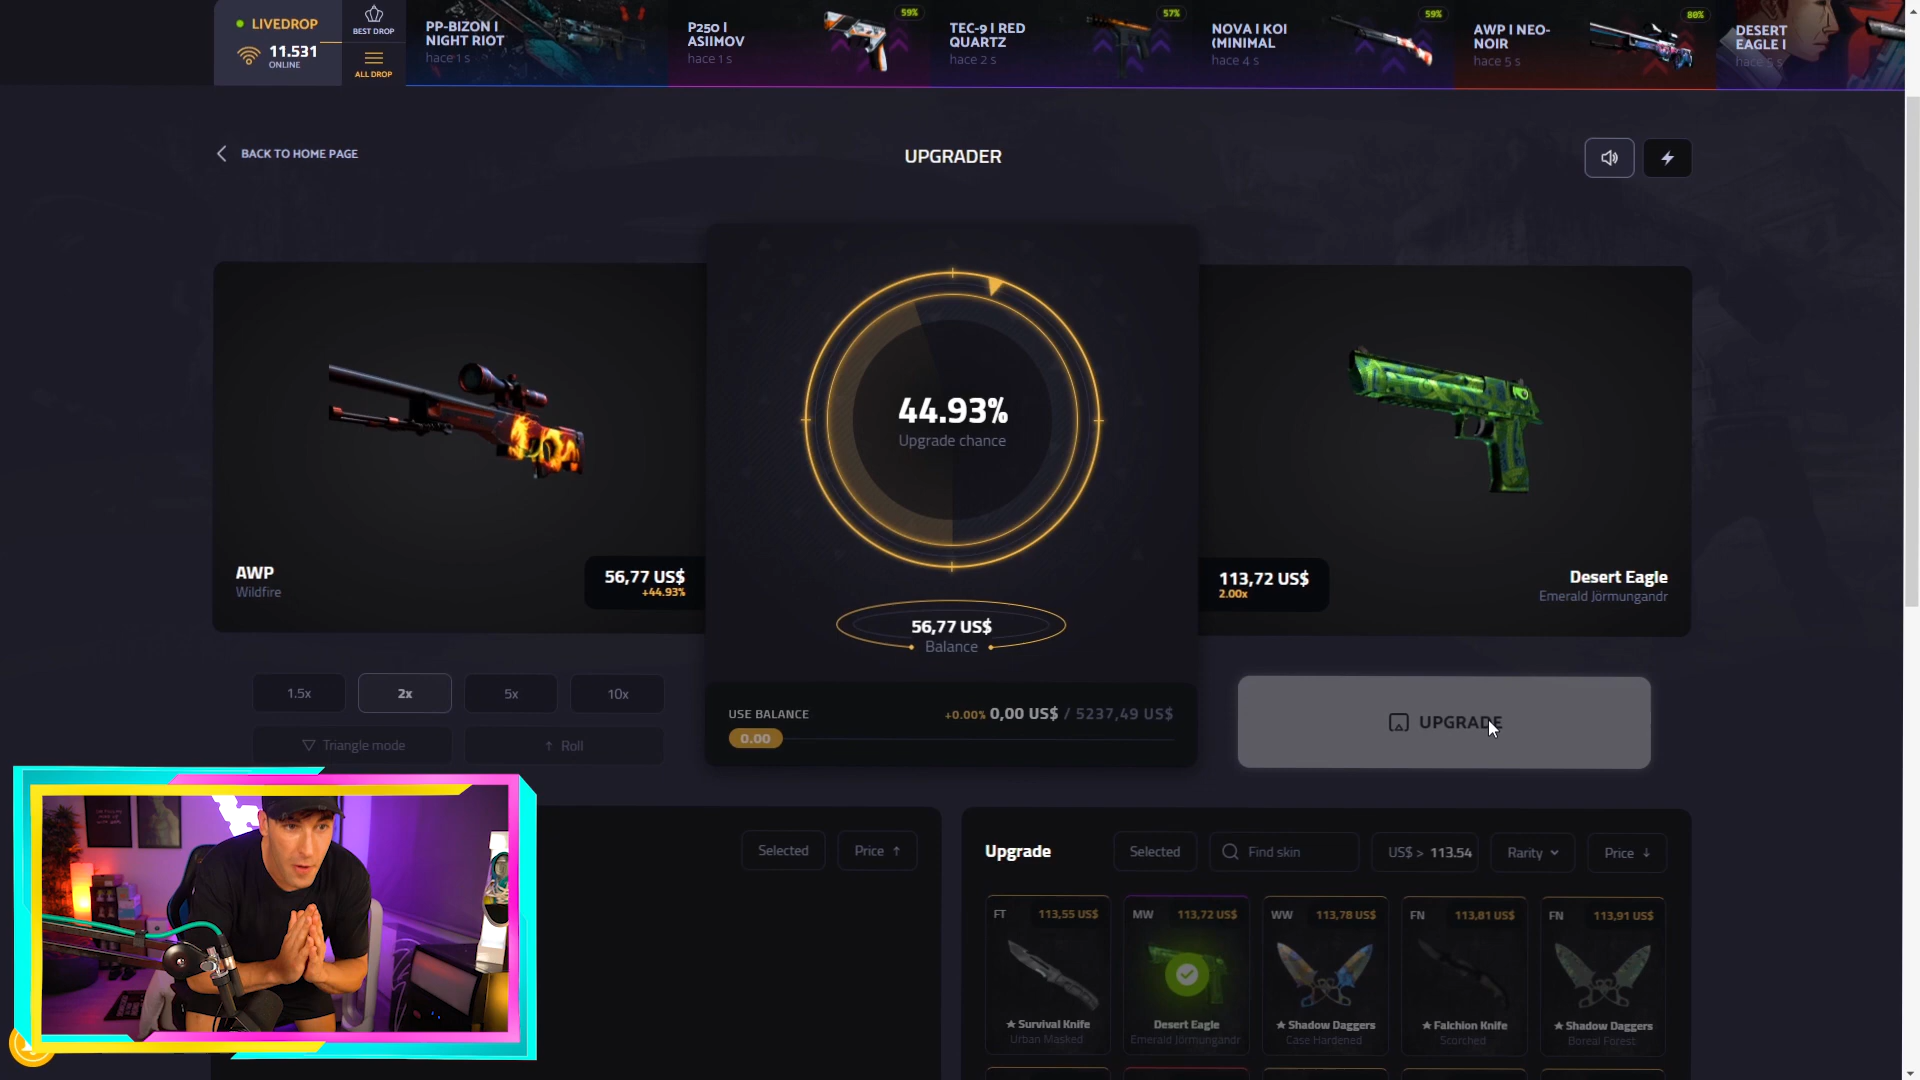 LIVEDROP
11.531
ONLINE
BEST DROP
ALL DROP
PP-BIZON I
NIGHT RIOT
hace 1 s
P250 I
ASIIMOV
hace 1 s
59%
TEC-9 I RED
QUARTZ
hace 2 s
57%
NOVA I KOI
(MINIMAL
hace 4 s
59%
AWP I NEO-
NOIR
hace 5 s
80%
DESERT
EAGLE I
hace 5 s
BACK TO HOME PAGE
UPGRADER
44.93%
Upgrade chance
AWP
Wildfire
56,77 US$
+44.93%
113,72 US$
2.00x
Desert Eagle
Emerald Jörmungandr
56,77 US$
Balance
1.5x
2x
5x
10x
Triangle mode
Roll
USE BALANCE
+0.00% 0,00 US$ / 5237,49 US$
0.00
UPGRADE
Selected
Price
Upgrade
Selected
Find skin
US$ > 113.54
Rarity
Price
FT 113,55 US$
★ Survival Knife
Urban Masked
MW 113,72 US$
Desert Eagle
Emerald Jörmungandr
WW 113,78 US$
★ Shadow Daggers
Case Hardened
FN 113,81 US$
★ Falchion Knife
Scorched
FN 113,91 US$
★ Shadow Daggers
Boreal Forest